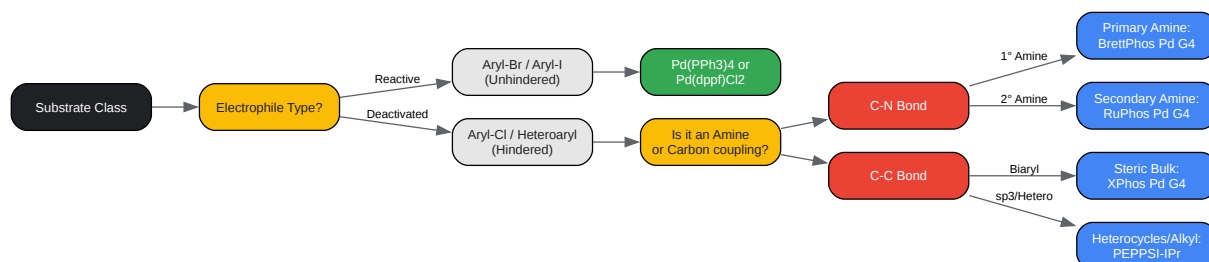 Substrate Class
Electrophile Type?
Reactive
Deactivated
Aryl-Br / Aryl-I
(Unhindered)
Aryl-Cl / Heteroaryl
(Hindered)
Pd(PPh3)4 or
Pd(dppf)Cl2
Is it an Amine
or Carbon coupling?
C-N Bond
C-C Bond
1° Amine
2° Amine
Biaryl
sp3/Hetero
Primary Amine:
BrettPhos Pd G4
Secondary Amine:
RuPhos Pd G4
Steric Bulk:
XPhos Pd G4
Heterocycles/Alkyl:
PEPPSI-IPr